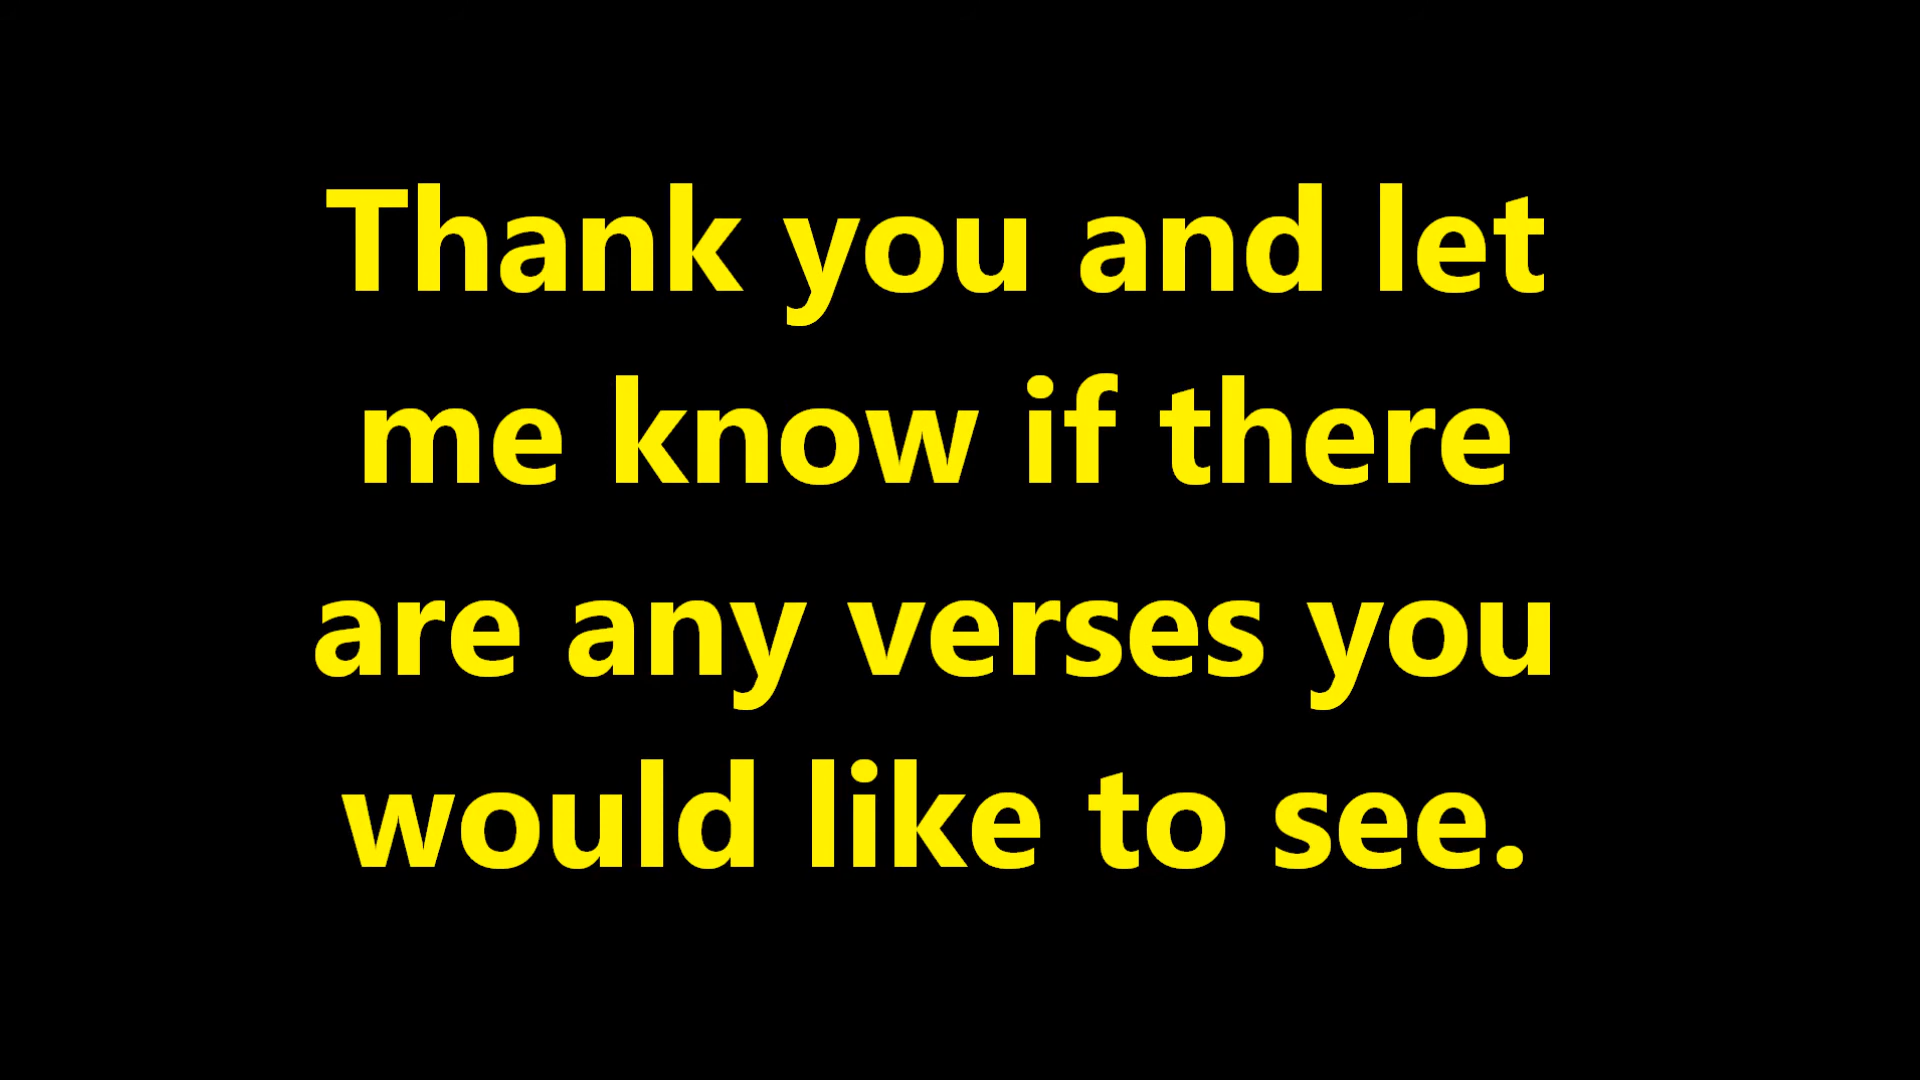 Thank you and let
me know if there
are any verses you
would like to see.